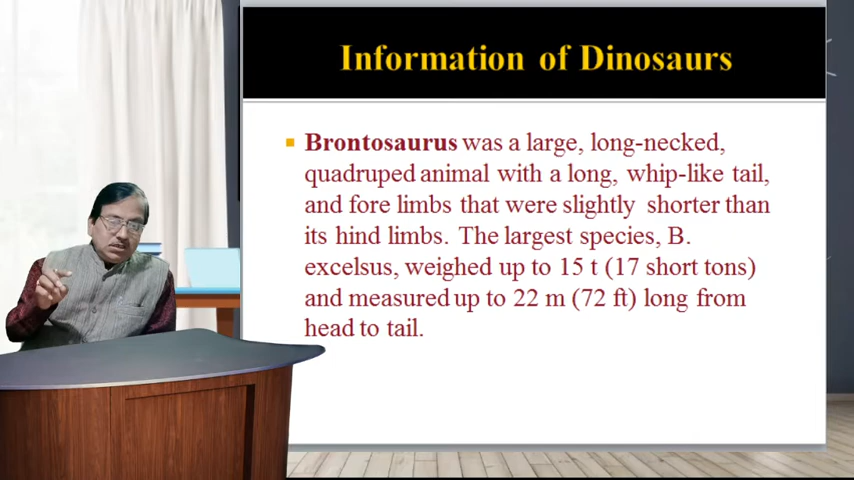 Information of Dinosaurs
Brontosaurus was a large, long-necked,
quadruped animal with a long, whip-like tail,
and fore limbs that were slightly shorter than
its hind limbs. The largest species, B.
excelsus, weighed up to 15 t (17 short tons)
and measured up to 22 m (72 ft) long from
head to tail.